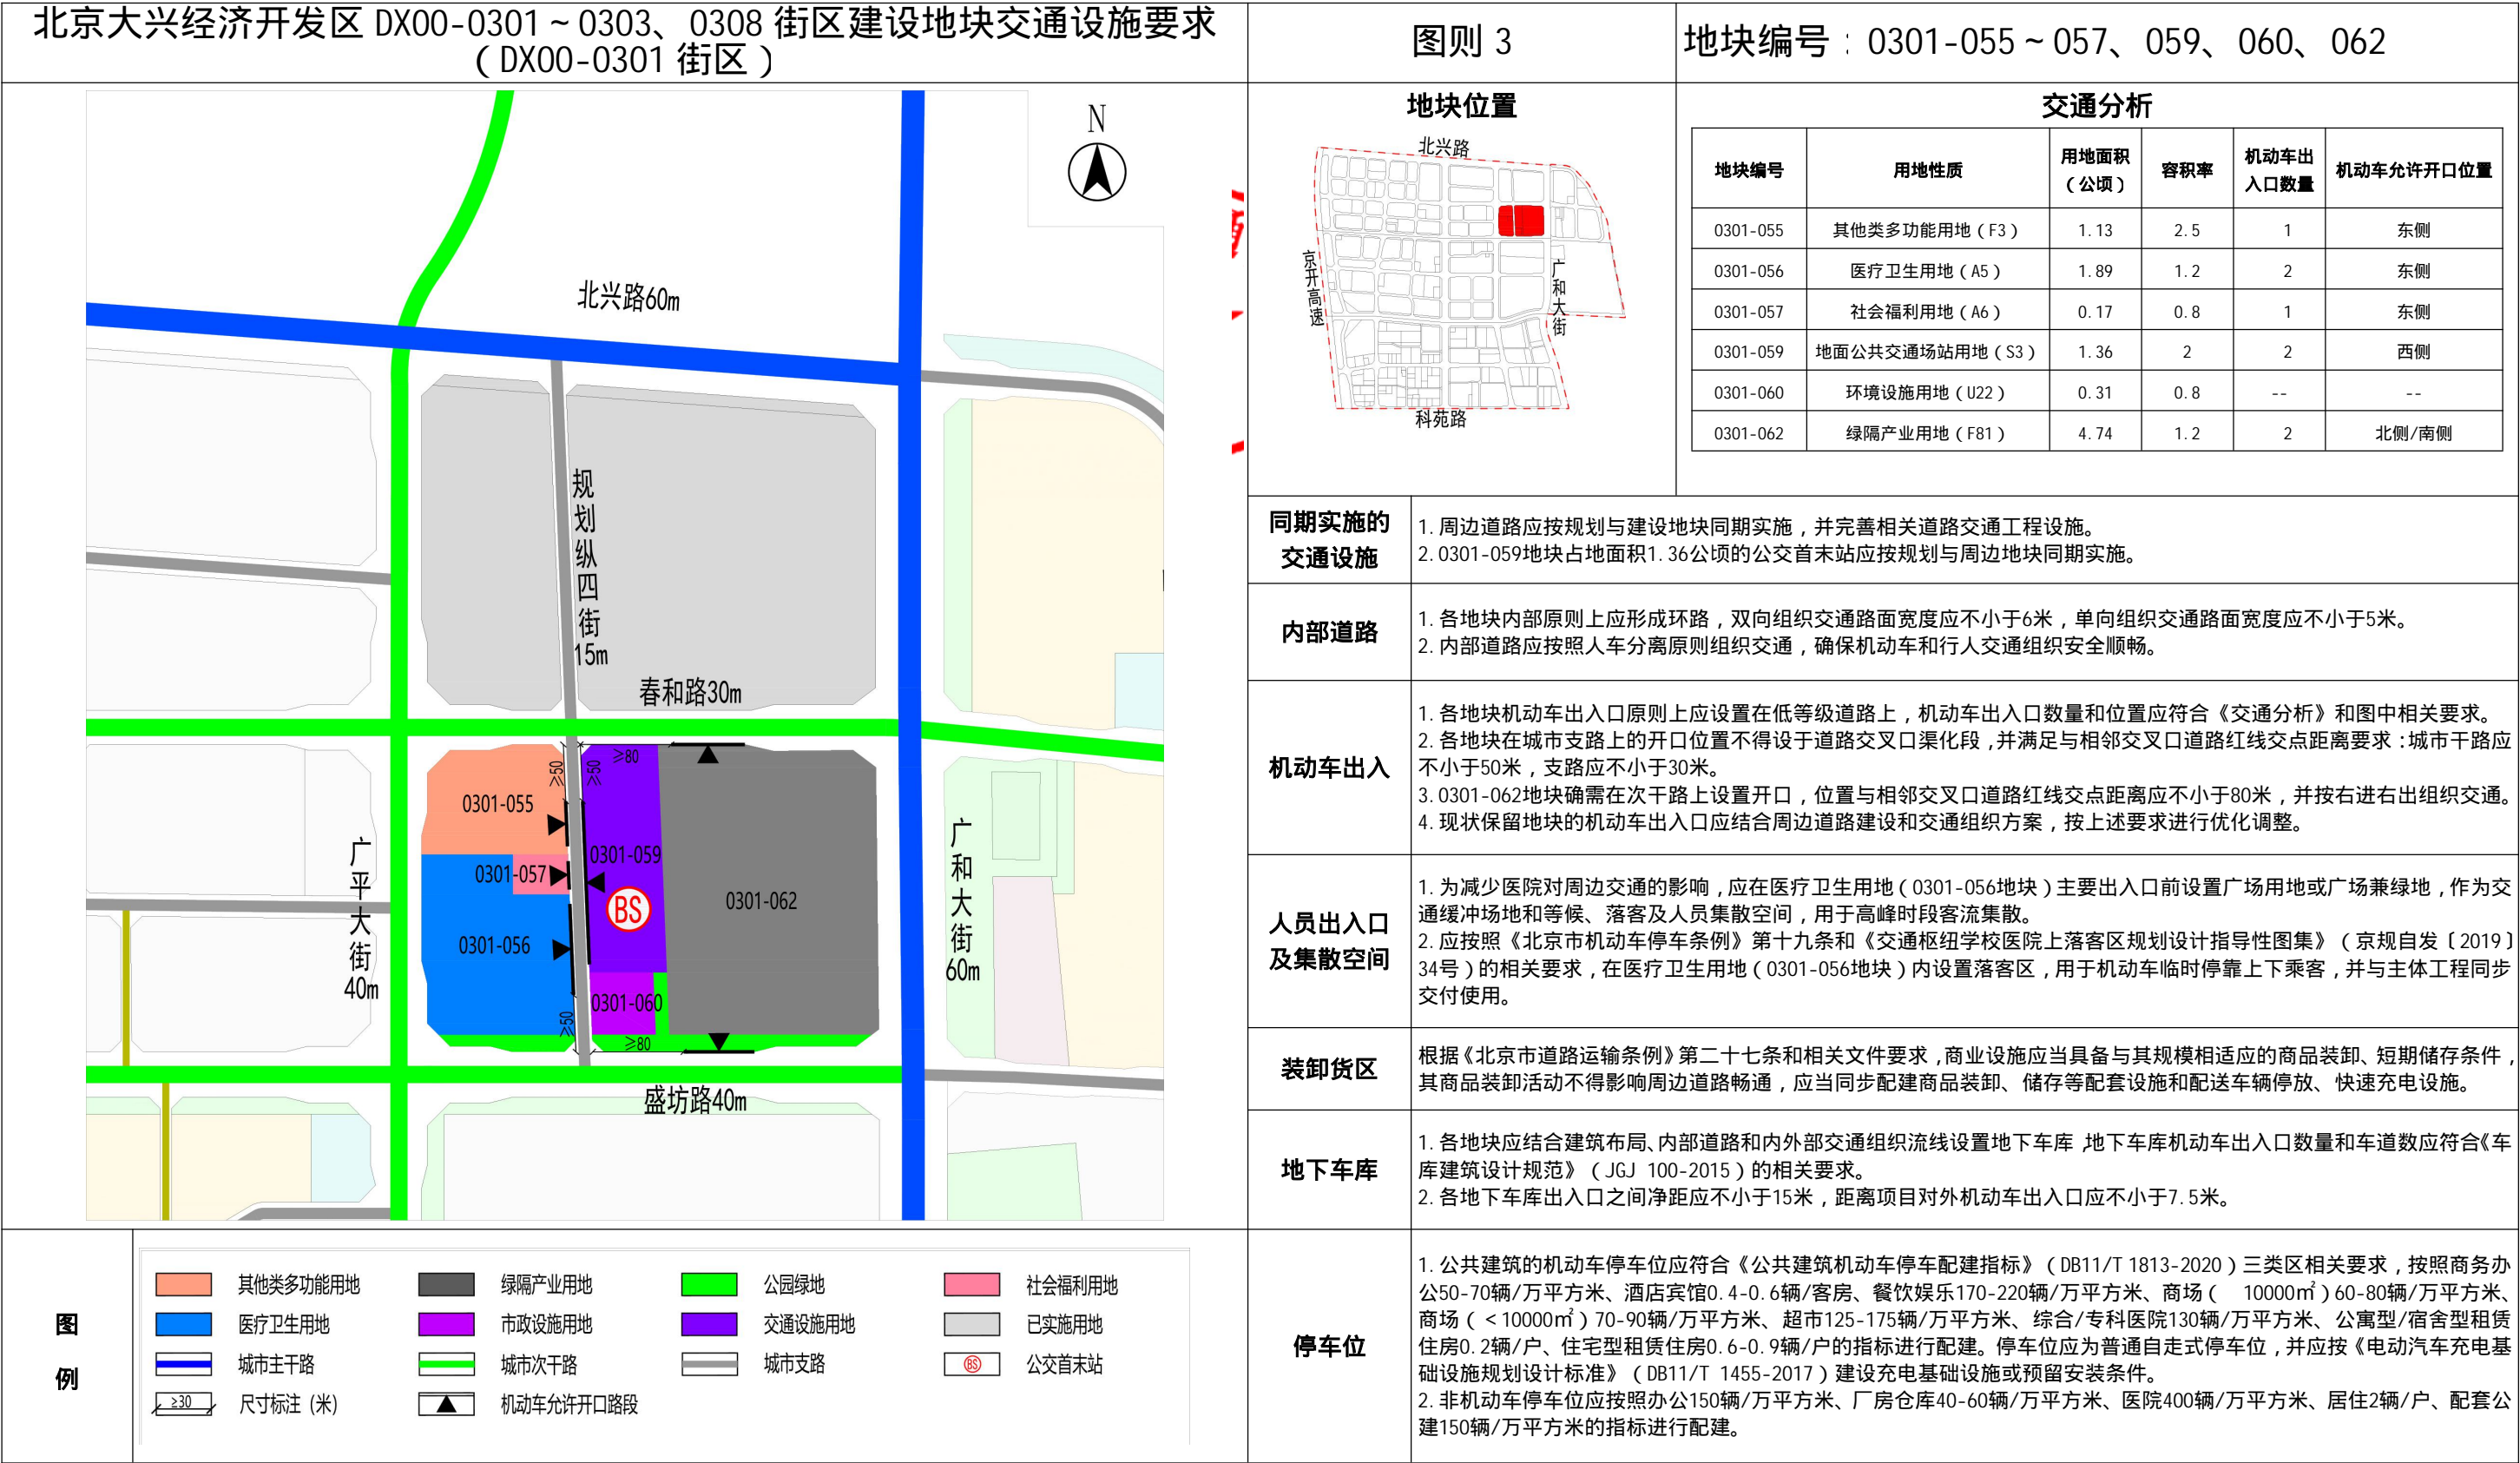 北京大兴经济开发区 DX00-0301～0303、0308 街区建设地块交通设施要求
（DX00-0301 街区）
图则 3
地块编号：0301-055～057、059、060、062
N
北兴路60m
规划纵四街15m
春和路30m
≥50
≥50
≥80
0301-055
0301-059
0301-057
BS
0301-062
0301-056
0301-060
≥50
≥80
广平大街40m
广和大街60m
盛坊路40m
地块位置
北兴路
京开高速
广和大街
科苑路
交通分析
地块编号 用地性质 用地面积（公顷） 容积率 机动车出入口数量 机动车允许开口位置
0301-055 其他类多功能用地（F3） 1.13 2.5 1 东侧
0301-056 医疗卫生用地（A5） 1.89 1.2 2 东侧
0301-057 社会福利用地（A6） 0.17 0.8 1 东侧
0301-059 地面公共交通场站用地（S3） 1.36 2 2 西侧
0301-060 环境设施用地（U22） 0.31 0.8 -- --
0301-062 绿隔产业用地（F81） 4.74 1.2 2 北侧/南侧
同期实施的
交通设施
1.周边道路应按规划与建设地块同期实施，并完善相关道路交通工程设施。
2.0301-059地块占地面积1.36公顷的公交首末站应按规划与周边地块同期实施。
内部道路
1.各地块内部原则上应形成环路，双向组织交通路面宽度应不小于6米，单向组织交通路面宽度应不小于5米。
2.内部道路应按照人车分离原则组织交通，确保机动车和行人交通组织安全顺畅。
机动车出入
1.各地块机动车出入口原则上应设置在低等级道路上，机动车出入口数量和位置应符合《交通分析》和图中相关要求。
2.各地块在城市支路上的开口位置不得设于道路交叉口渠化段，并满足与相邻交叉口道路红线交点距离要求：城市干路应
不小于50米，支路应不小于30米。
3.0301-062地块确需在次干路上设置开口，位置与相邻交叉口道路红线交点距离应不小于80米，并按右进右出组织交通。
4.现状保留地块的机动车出入口应结合周边道路建设和交通组织方案，按上述要求进行优化调整。
人员出入口
及集散空间
1.为减少医院对周边交通的影响，应在医疗卫生用地（0301-056地块）主要出入口前设置广场用地或广场兼绿地，作为交
通缓冲场地和等候、落客及人员集散空间，用于高峰时段客流集散。
2.应按照《北京市机动车停车条例》第十九条和《交通枢纽学校医院上落客区规划设计指导性图集》（京规自发〔2019〕
34号）的相关要求，在医疗卫生用地（0301-056地块）内设置落客区，用于机动车临时停靠上下乘客，并与主体工程同步
交付使用。
装卸货区
根据《北京市道路运输条例》第二十七条和相关文件要求，商业设施应当具备与其规模相适应的商品装卸、短期储存条件，
其商品装卸活动不得影响周边道路畅通，应当同步配建商品装卸、储存等配套设施和配送车辆停放、快速充电设施。
地下车库
1.各地块应结合建筑布局、内部道路和内外部交通组织流线设置地下车库，地下车库机动车出入口数量和车道数应符合《车
库建筑设计规范》（JGJ 100-2015）的相关要求。
2.各地下车库出入口之间净距应不小于15米，距离项目对外机动车出入口应不小于7.5米。
停车位
1.公共建筑的机动车停车位应符合《公共建筑机动车停车配建指标》（DB11/T 1813-2020）三类区相关要求，按照商务办
公50-70辆/万平方米、酒店宾馆0.4-0.6辆/客房、餐饮娱乐170-220辆/万平方米、商场（ 10000㎡）60-80辆/万平方米、
商场（＜10000㎡）70-90辆/万平方米、超市125-175辆/万平方米、综合/专科医院130辆/万平方米、公寓型/宿舍型租赁
住房0.2辆/户、住宅型租赁住房0.6-0.9辆/户的指标进行配建。停车位应为普通自走式停车位，并应按《电动汽车充电基
础设施规划设计标准》（DB11/T 1455-2017）建设充电基础设施或预留安装条件。
2.非机动车停车位应按照办公150辆/万平方米、厂房仓库40-60辆/万平方米、医院400辆/万平方米、居住2辆/户、配套公
建150辆/万平方米的指标进行配建。
图例
其他类多功能用地 绿隔产业用地 公园绿地 社会福利用地
医疗卫生用地 市政设施用地 交通设施用地 已实施用地
城市主干路 城市次干路 城市支路 BS 公交首末站
≥30 尺寸标注（米） 机动车允许开口路段